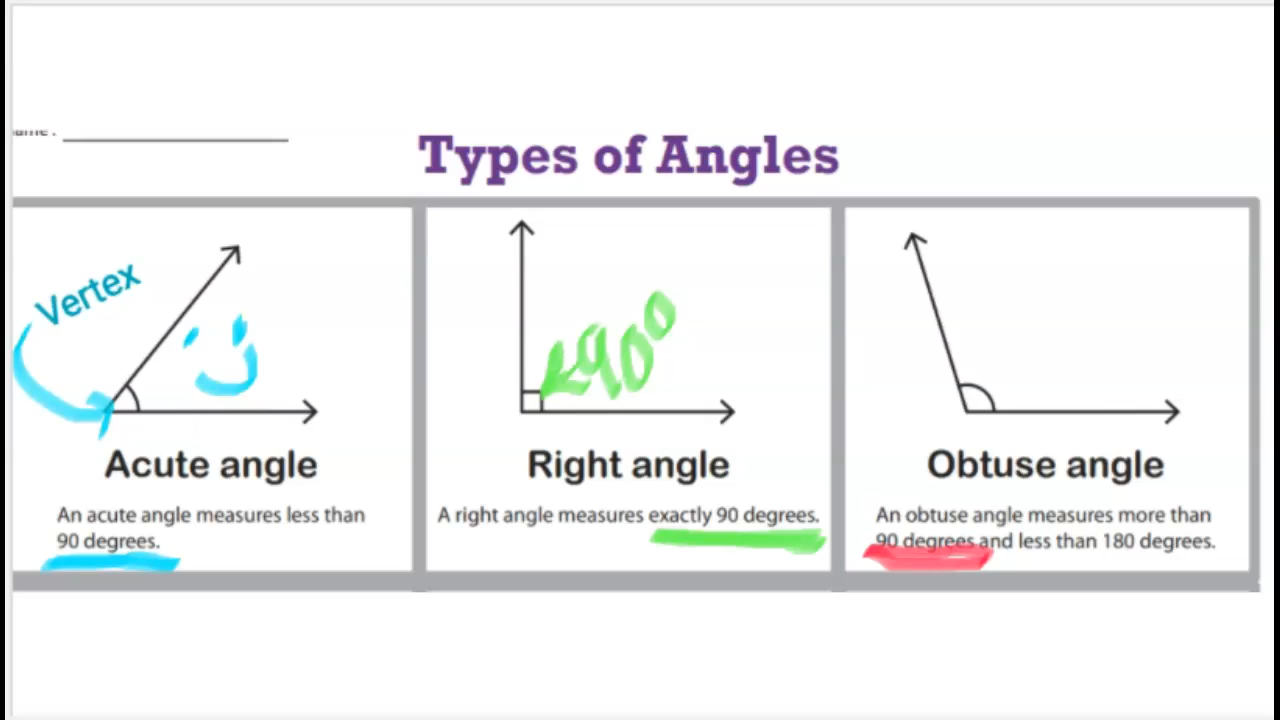 Types of Angles
Vertex
90°
Acute angle
An acute angle measures less than
90 degrees.
Right angle
A right angle measures exactly 90 degrees.
Obtuse angle
An obtuse angle measures more than
90 degrees and less than 180 degrees.